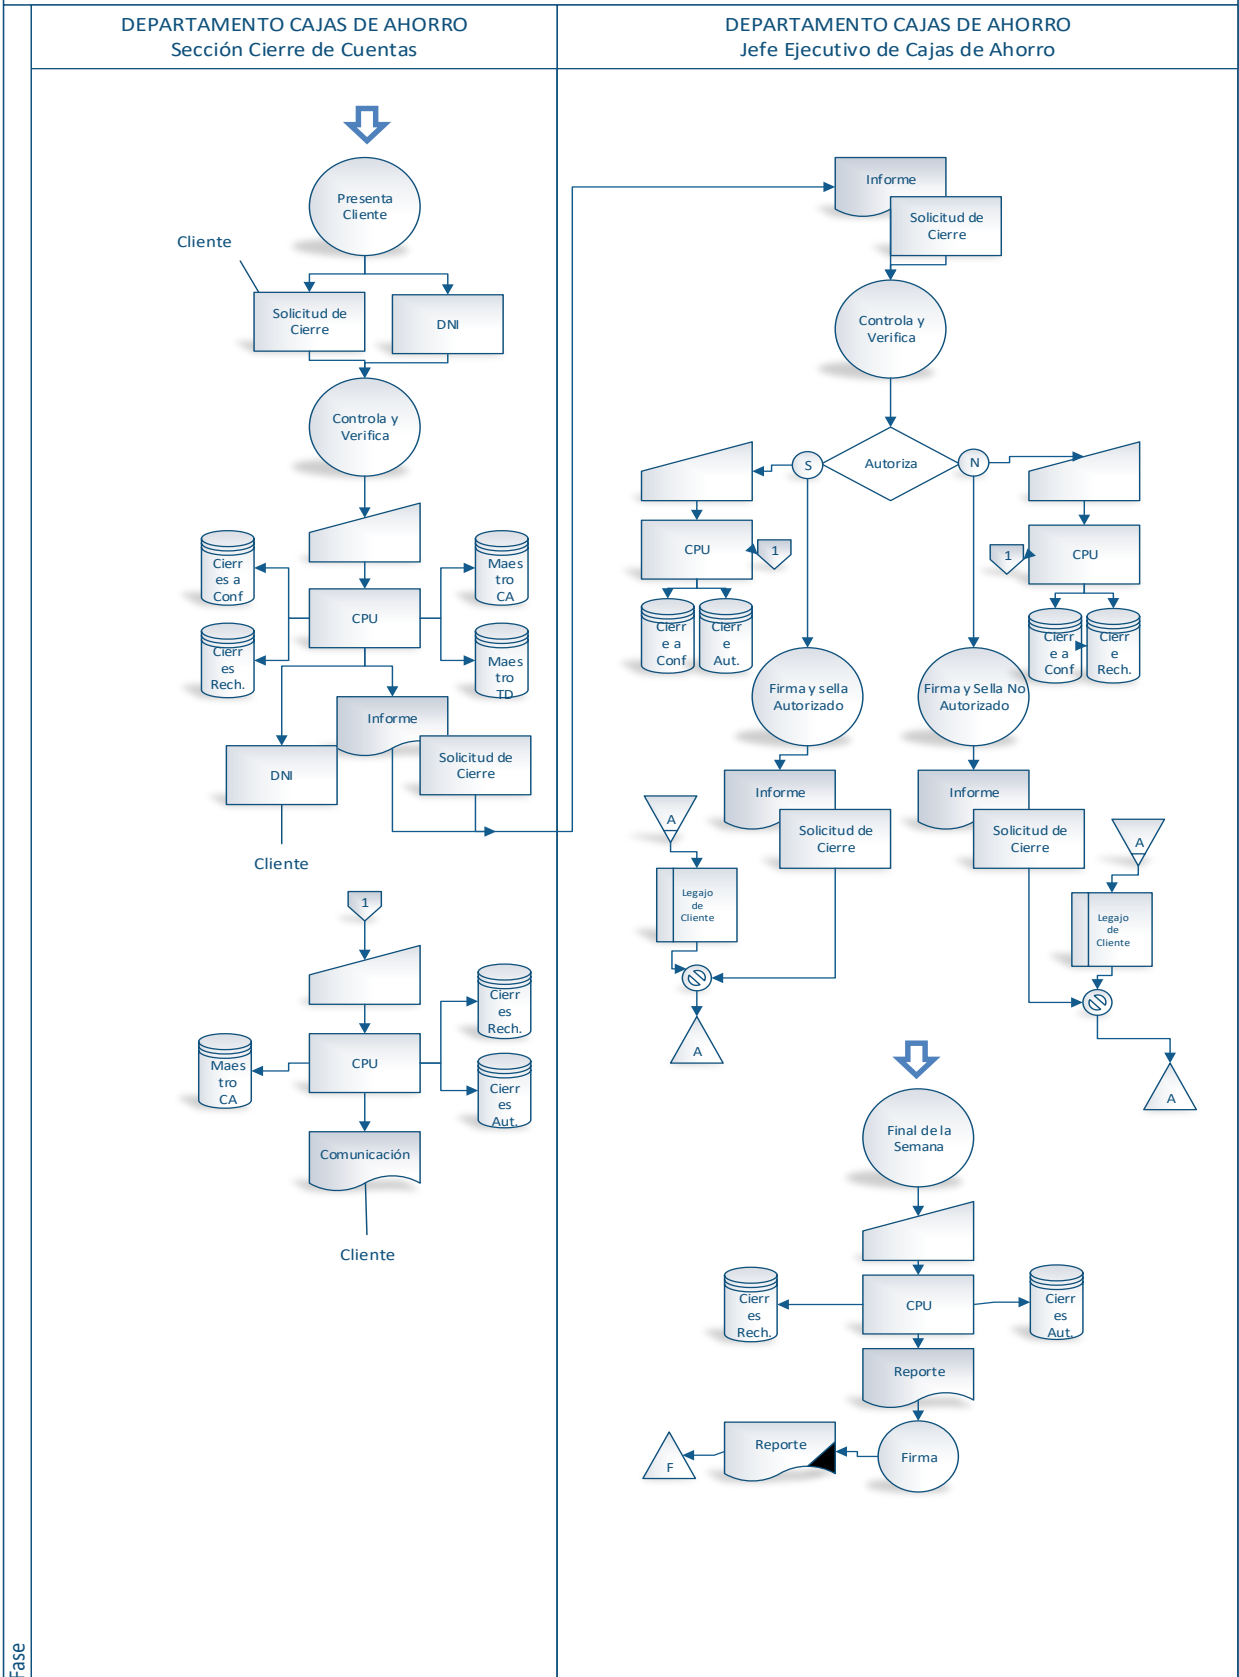 DEPARTAMENTO CAJAS DE AHORRO
Sección Cierre de Cuentas
DEPARTAMENTO CAJAS DE AHORRO
Jefe Ejecutivo de Cajas de Ahorro
Presenta
Cliente
Cliente
Solicitud de
Cierre
DNI
Controla y
Verifica
Cierr
es a
Conf
Maes
tro
CA
CPU
Cierr
es
Rech.
Maes
tro
TD
Informe
Solicitud de
Cierre
DNI
Cliente
1
Cierr
es
Rech.
CPU
Maes
tro
CA
Cierr
es
Aut.
Comunicación
Cliente
Informe
Solicitud de
Cierre
Controla y
Verifica
S
Autoriza
N
CPU
1
1
CPU
Cierr
e a
Conf
Cierr
e
Aut.
Cierr
e a
Conf
Cierr
e
Rech.
Firma y sella
Autorizado
Firma y Sella No
Autorizado
Informe
Solicitud de
Cierre
Informe
Solicitud de
Cierre
A
Legajo
de
Cliente
A
A
Legajo
de
Cliente
A
Final de la
Semana
Cierr
es
Rech.
CPU
Cierr
es
Aut.
Reporte
Firma
Reporte
F
Fase